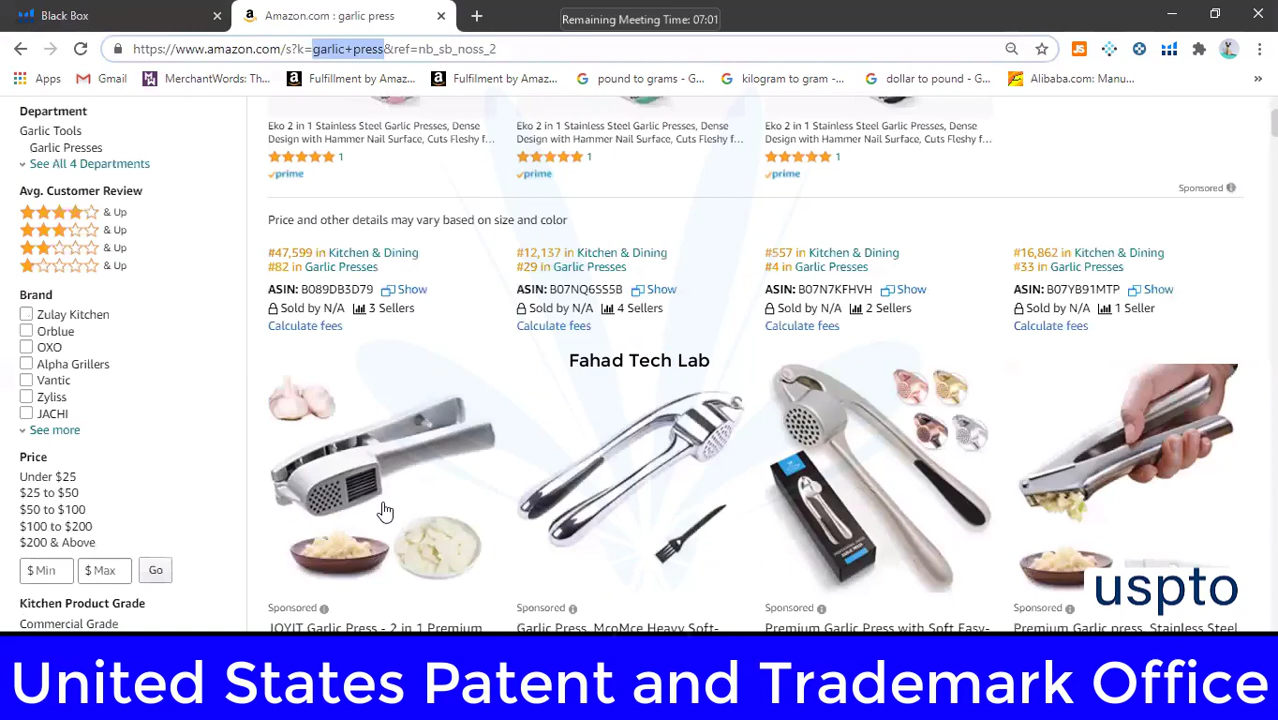 Black Box
Amazon.com : garlic press
Remaining Meeting Time: 07:01
https://www.amazon.com/s?k=garlic+press&ref=nb_sb_noss_2
Apps
Gmail
MerchantWords: Th...
Fulfillment by Amaz...
Fulfilment by Amaz...
pound to grams - G...
kilogram to gram - ...
dollar to pound - G...
Alibaba.com: Manu...
Department
Garlic Tools
Garlic Presses
See All 4 Departments
Avg. Customer Review
& Up
& Up
& Up
& Up
Brand
Zulay Kitchen
Orblue
OXO
Alpha Grillers
Vantic
Zyliss
JACHI
See more
Price
Under $25
$25 to $50
$50 to $100
$100 to $200
$200 & Above
$ Min
$ Max
Go
Kitchen Product Grade
Commercial Grade
Eko 2 in 1 Stainless Steel Garlic Presses, Dense
Design with Hammer Nail Surface, Cuts Fleshy f...
1
prime
Eko 2 in 1 Stainless Steel Garlic Presses, Dense
Design with Hammer Nail Surface, Cuts Fleshy f...
1
prime
Eko 2 in 1 Stainless Steel Garlic Presses, Dense
Design with Hammer Nail Surface, Cuts Fleshy f...
1
prime
Sponsored
Price and other details may vary based on size and color
#47,599 in Kitchen & Dining
#82 in Garlic Presses
ASIN: B089DB3D79 Show
Sold by N/A 3 Sellers
Calculate fees
#12,137 in Kitchen & Dining
#29 in Garlic Presses
ASIN: B07NQ6SS5B Show
Sold by N/A 4 Sellers
Calculate fees
#557 in Kitchen & Dining
#4 in Garlic Presses
ASIN: B07N7KFHVH Show
Sold by N/A 2 Sellers
Calculate fees
#16,862 in Kitchen & Dining
#33 in Garlic Presses
ASIN: B07YB91MTP Show
Sold by N/A 1 Seller
Calculate fees
Fahad Tech Lab
Sponsored
JOYIT Garlic Press - 2 in 1 Premium
Sponsored
Garlic Press, McoMce Heavy Soft-
Sponsored
Premium Garlic Press with Soft Easy-
Sponsored
Premium Garlic press, Stainless Steel
uspto
United States Patent and Trademark Office